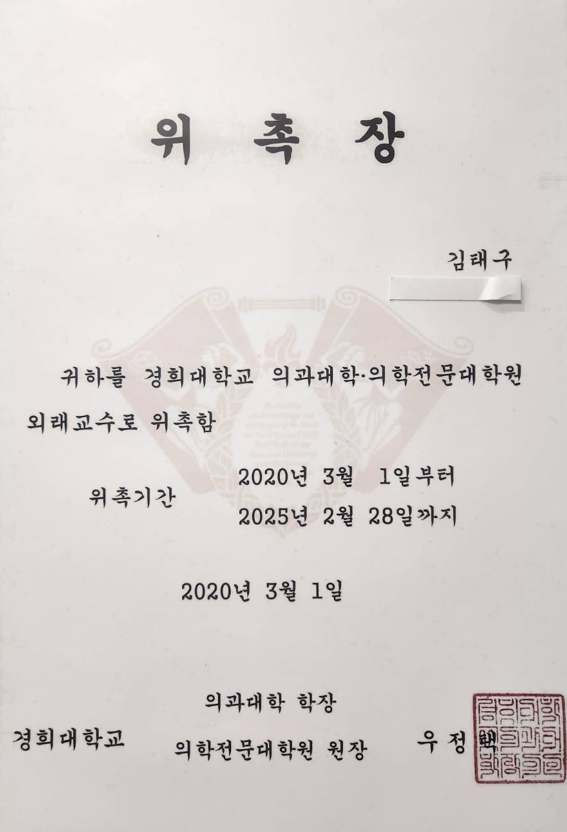 위 촉 장
김태구
귀하를 경희대학교 의과대학·의학전문대학원
외래교수로 위촉함
위촉기간
2020년 3월 1일부터
2025년 2월 28일까지
2020년 3월 1일
의과대학 학장
경희대학교
의학전문대학원 원장
우 정 택